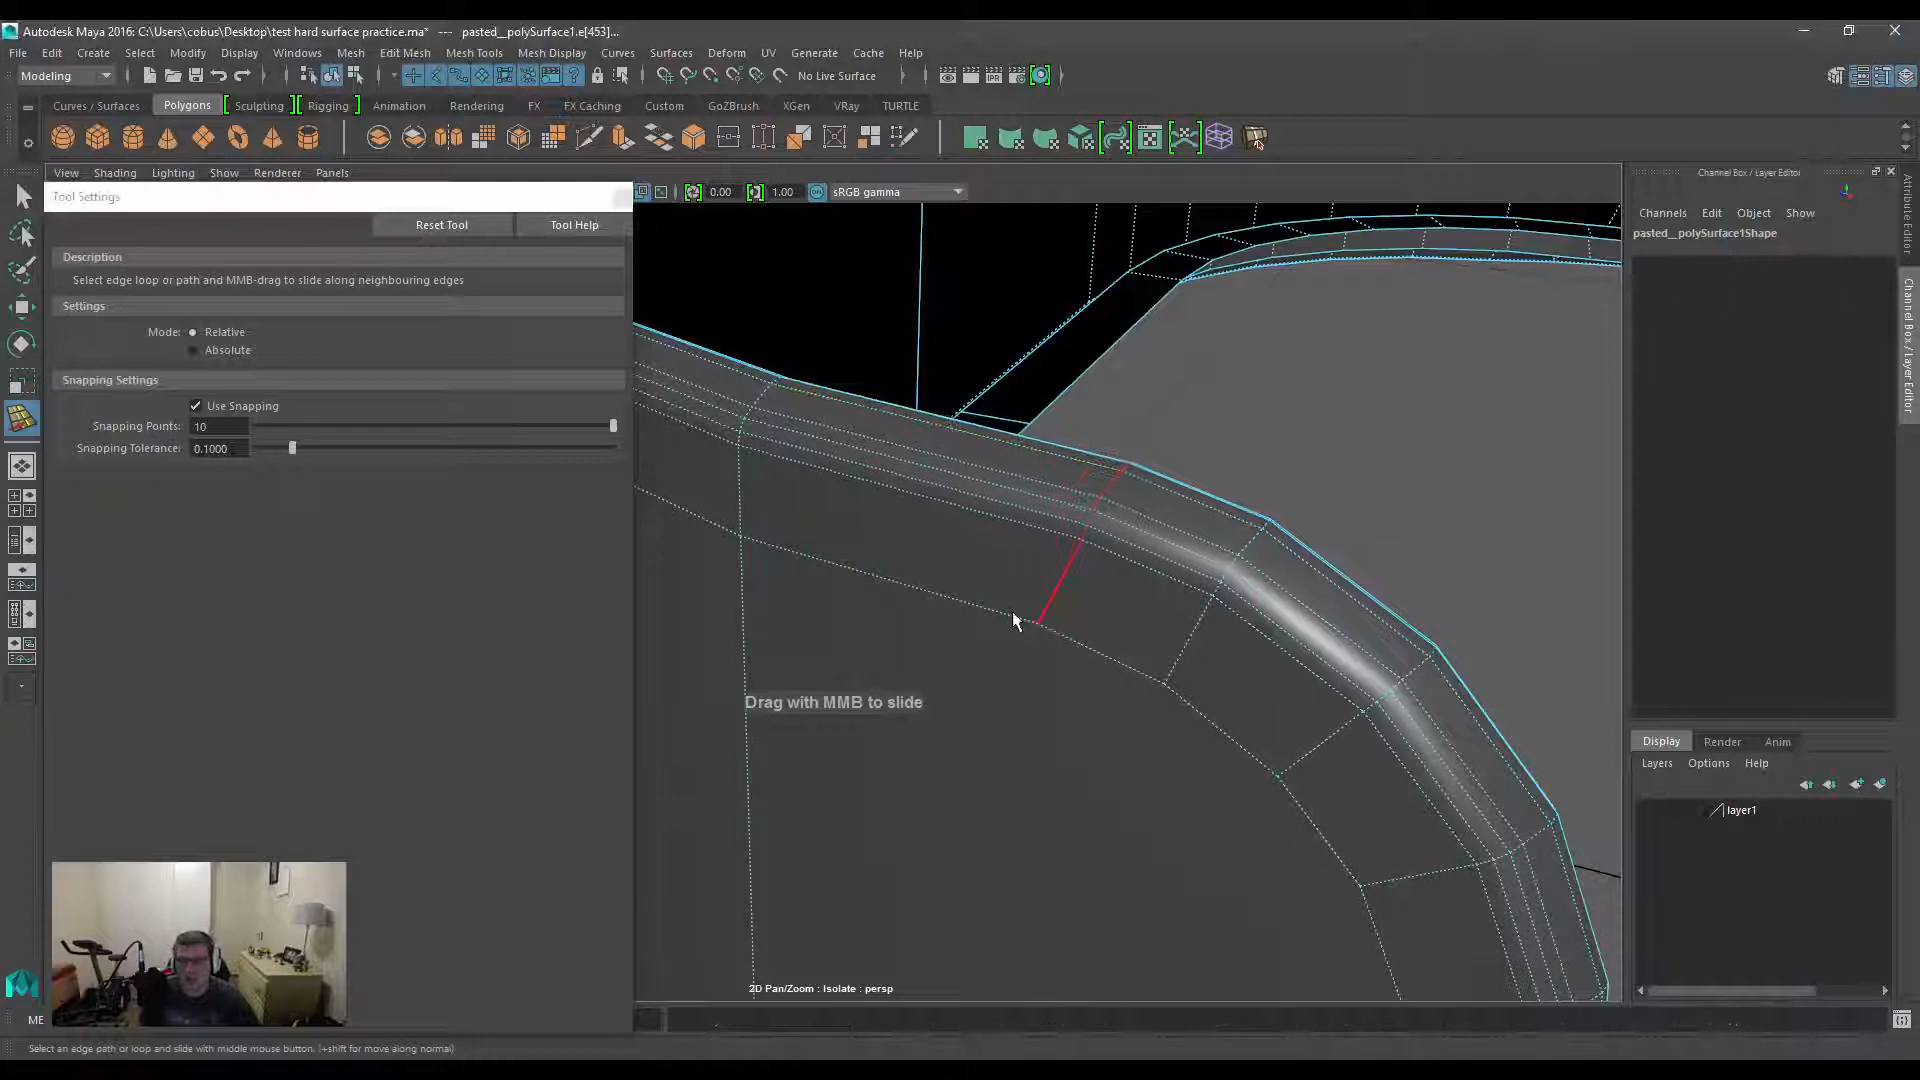 Autodesk Maya 2016: C:\Users\cobus\Desktop\test hard surface practice.ma* --- pasted__polySurface1.e[453]...
File Edit Create Select Modify Display Windows Mesh Edit Mesh Mesh Tools Mesh Display Curves Surfaces Deform UV Generate Cache Help
Modeling No Live Surface
Curves / Surfaces Polygons Sculpting Rigging Animation Rendering FX FX Caching Custom GoZBrush XGen VRay TURTLE
View Shading Lighting Show Renderer Panels
Channel Box / Layer Editor
Tool Settings
0.00 1.00 sRGB gamma
Reset Tool Tool Help
Channels Edit Object Show
pasted__polySurface1Shape
Description
Select edge loop or path and MMB-drag to slide along neighbouring edges
Settings
Mode: Relative
Absolute
Snapping Settings
Use Snapping
Snapping Points: 10
Snapping Tolerance: 0.1000
Attribute Editor
Channel Box / Layer Editor
Drag with MMB to slide
Display Render Anim
Layers Options Help
layer1
2D Pan/Zoom : Isolate : persp
ME
Select an edge path or loop and slide with middle mouse button. (+shift for move along normal)